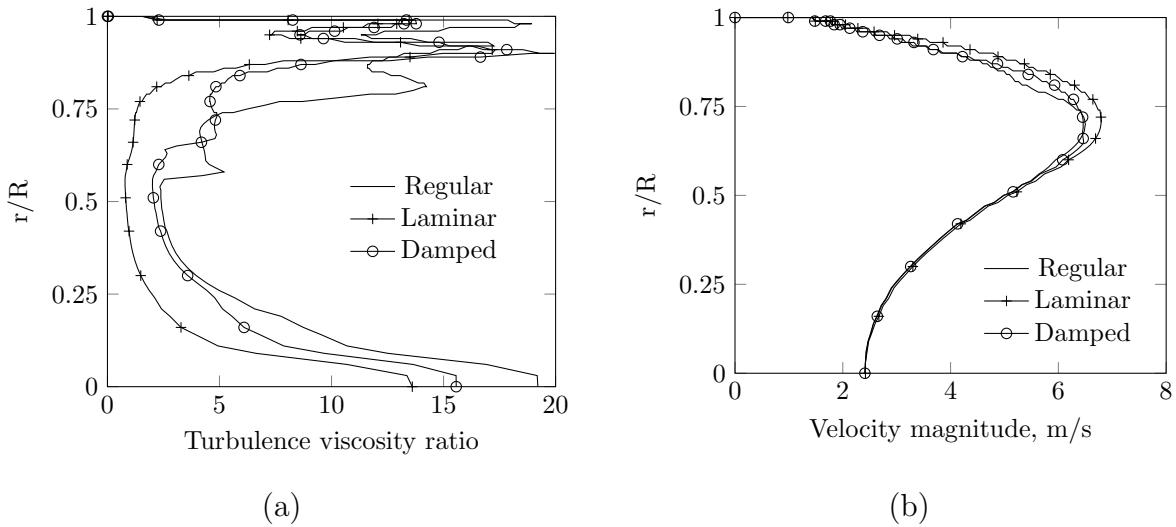 1
0.75
0.5
0.25
0
r/R
0
5
10
15
20
Turbulence viscosity ratio
Regular
Laminar
Damped
(a)
1
0.75
0.5
0.25
0
r/R
0
2
4
6
8
Velocity magnitude, m/s
Regular
Laminar
Damped
(b)